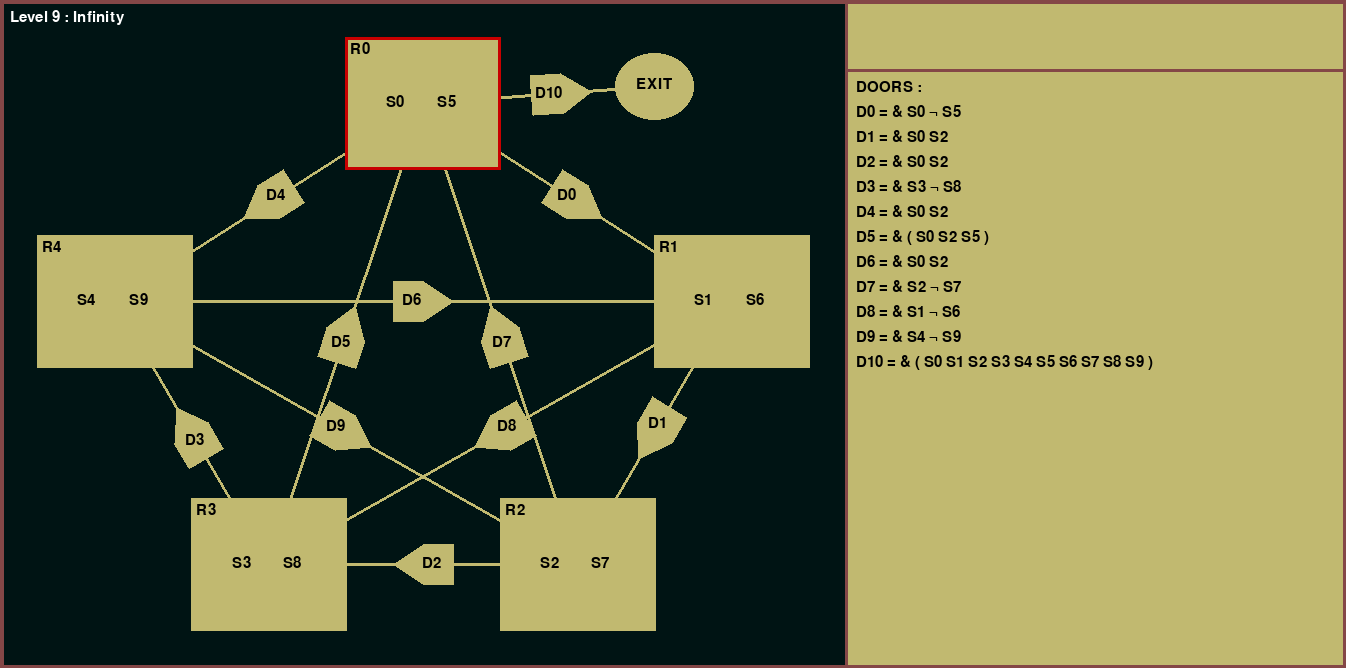 Level 9 : Infinity
R0
S0 S5
D10
EXIT
D4
D0
R4
S4 S9
D6
R1
S1 S6
D5
D7
D3
D9
D8
D1
R3
S3 S8
D2
R2
S2 S7
DOORS :
D0 = & S0 ¬ S5
D1 = & S0 S2
D2 = & S0 S2
D3 = & S3 ¬ S8
D4 = & S0 S2
D5 = & ( S0 S2 S5 )
D6 = & S0 S2
D7 = & S2 ¬ S7
D8 = & S1 ¬ S6
D9 = & S4 ¬ S9
D10 = & ( S0 S1 S2 S3 S4 S5 S6 S7 S8 S9 )